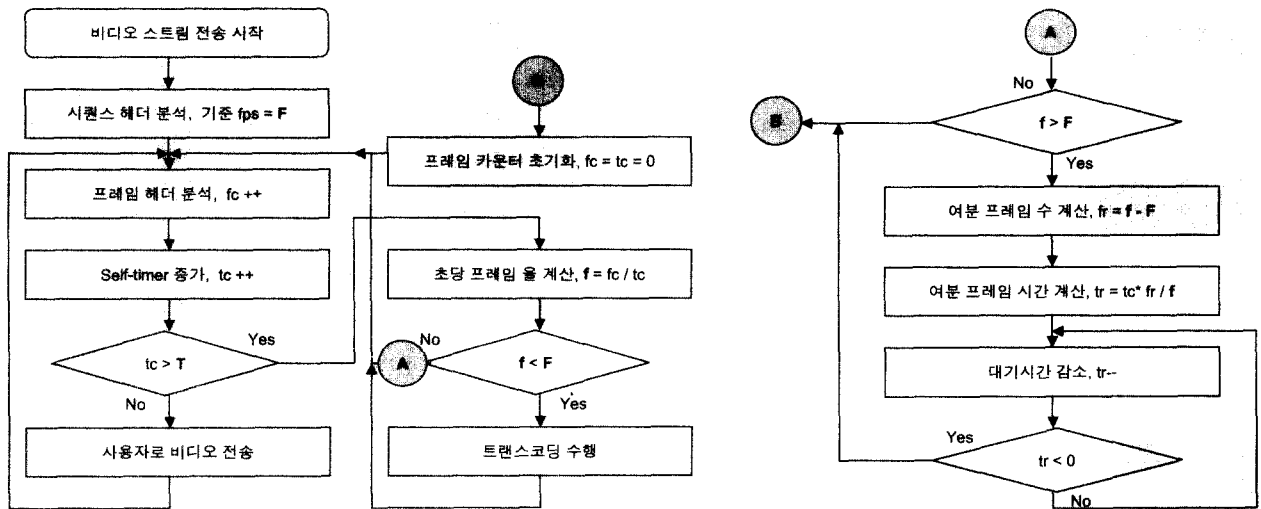 비디오 스트림 전송 시작
시퀀스 헤더 분석, 기준 fps = F
프레임 헤더 분석, fc ++
Self-timer 증가, tc ++
tc > T
Yes
No
사용자로 비디오 전송
프레임 카운터 초기화, fc = tc = 0
초당 프레임 율 계산, f = fc / tc
No
A
f < F
Yes
트랜스코딩 수행
A
No
B
f > F
Yes
여분 프레임 수 계산, fr = f - F
여분 프레임 시간 계산, tr = tc* fr / f
대기시간 감소, tr--
Yes
tr < 0
No